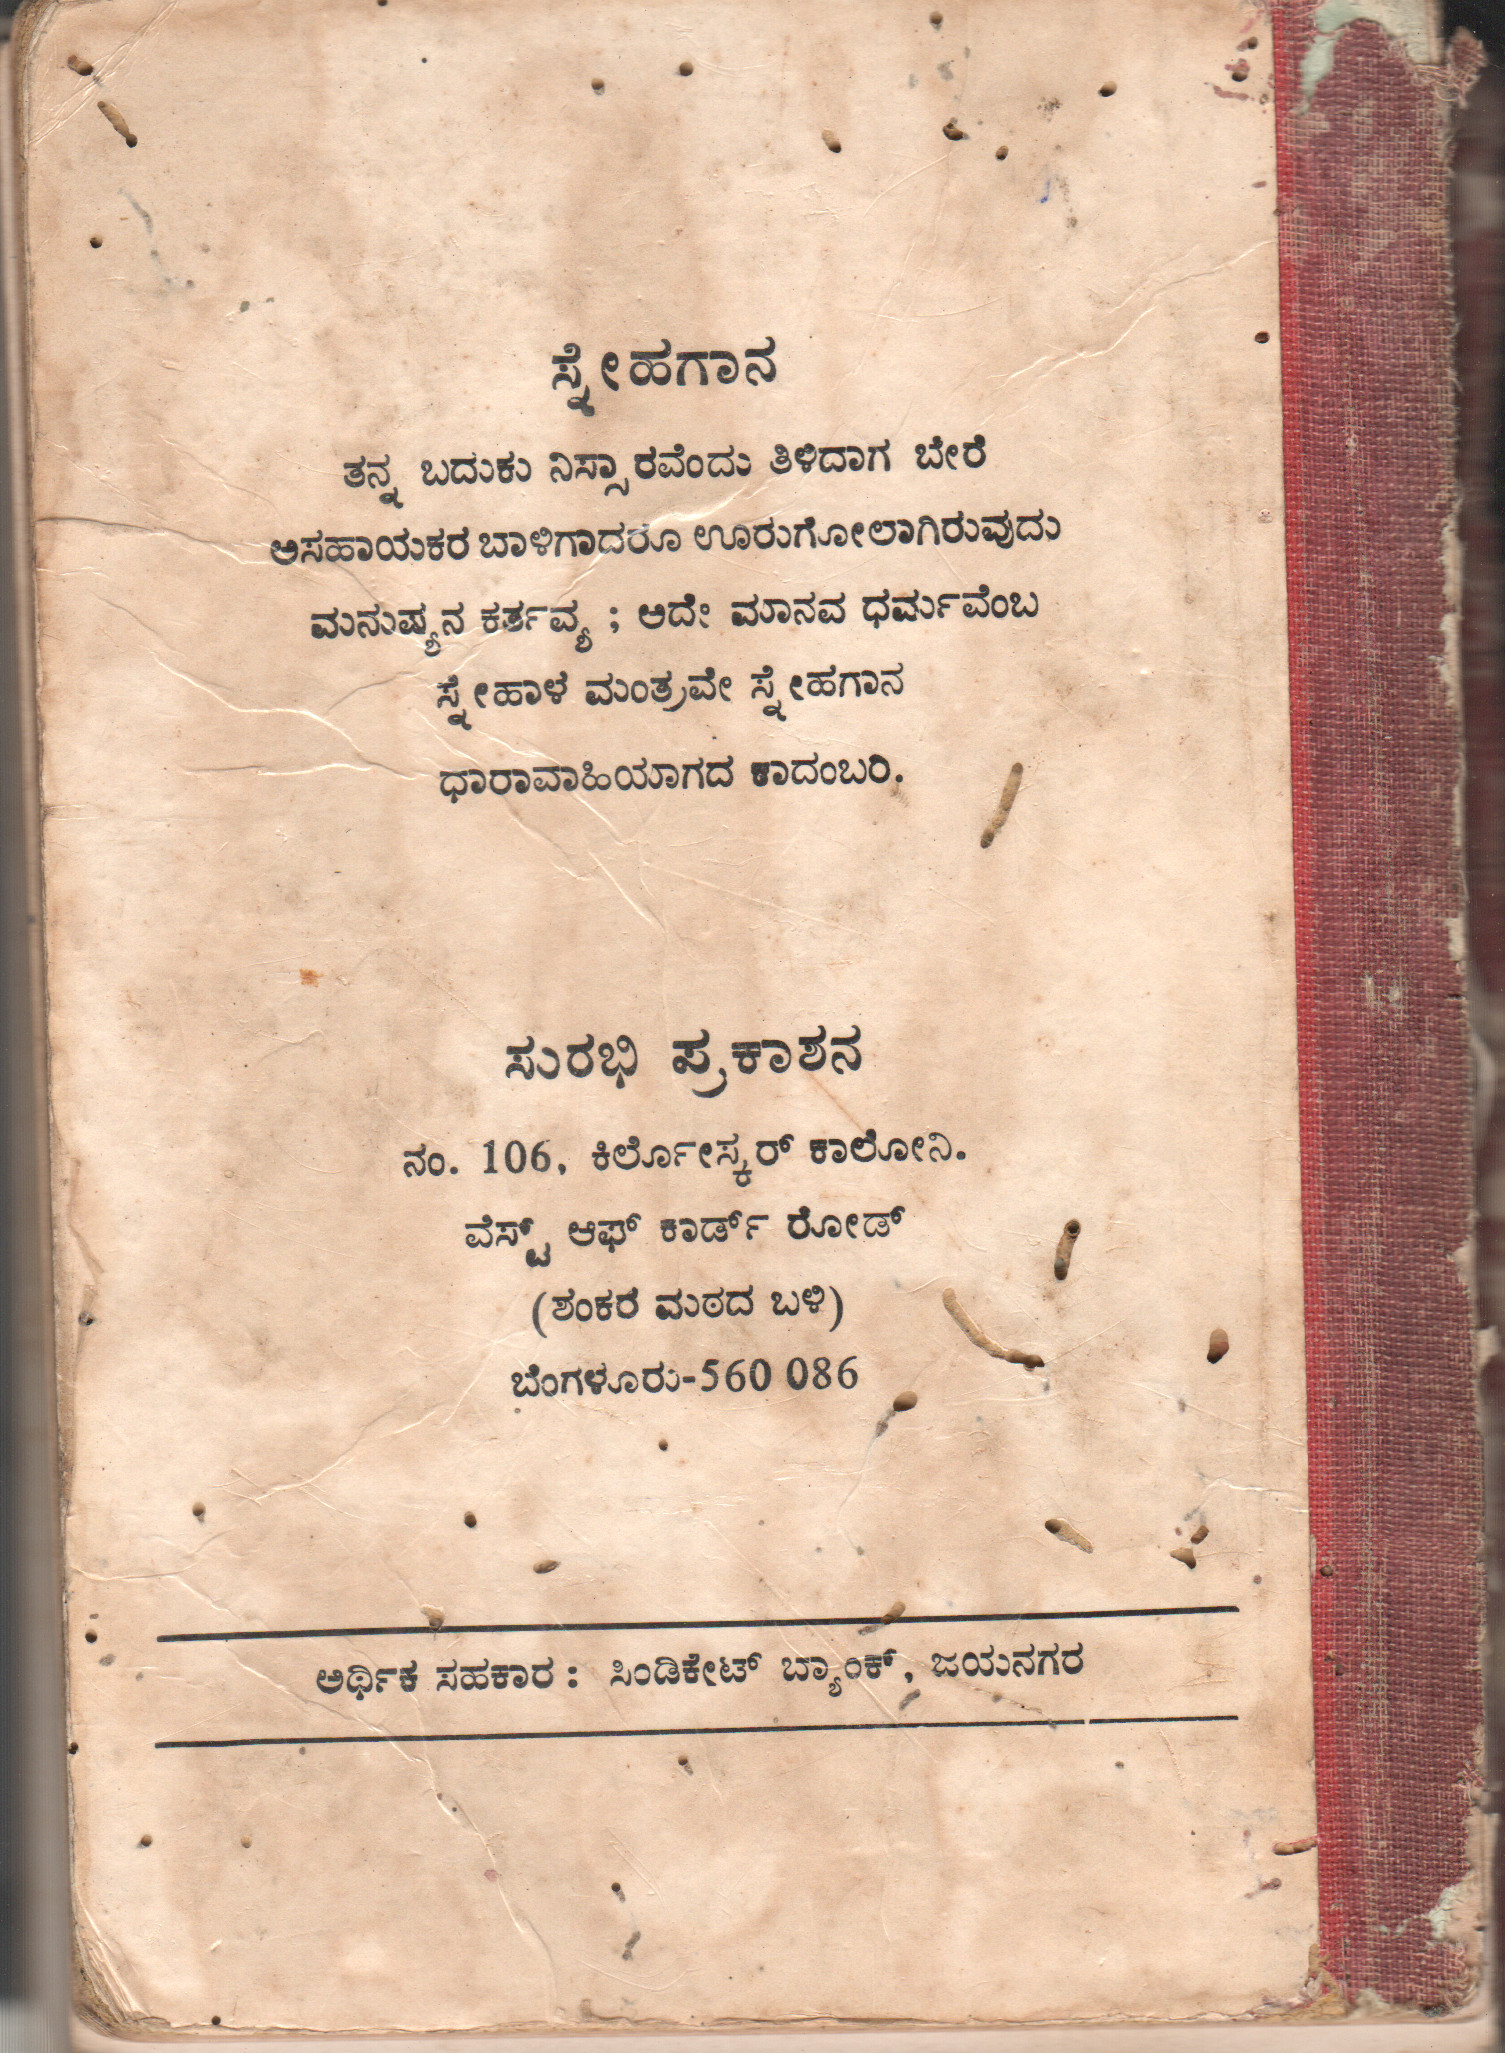 ಸ್ನೇಹಗಾನ
ತನ್ನ ಬದುಕು ನಿಸ್ಸಾರವೆಂದು ತಿಳಿದಾಗ ಬೇರೆ
ಅಸಹಾಯಕರ ಬಾಳಿಗಾದರೂ ಊರುಗೋಲಾಗಿರುವುದು
ಮನುಷ್ಯನ ಕರ್ತವ್ಯ ; ಅದೇ ಮಾನವ ಧರ್ಮವೆಂಬ
ಸ್ನೇಹಾಳ ಮಂತ್ರವೇ ಸ್ನೇಹಗಾನ
ಧಾರಾವಾಹಿಯಾಗದ ಕಾದಂಬರಿ.
ಸುರಭಿ ಪ್ರಕಾಶನ
ನಂ. 106, ಕಿರ್ಲೋಸ್ಕರ್ ಕಾಲೋನಿ.
ವೆಸ್ಟ್ ಆಫ್ ಕಾರ್ಡ್ ರೋಡ್
(ಶಂಕರ ಮಠದ ಬಳಿ)
ಬೆಂಗಳೂರು-560 086
ಆರ್ಥಿಕ ಸಹಕಾರ : ಸಿಂಡಿಕೇಟ್ ಬ್ಯಾಂಕ್, ಜಯನಗರ